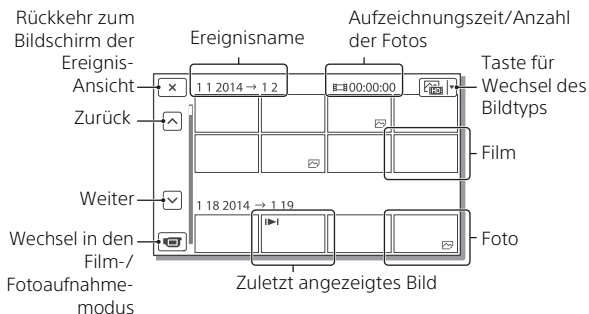 Rückkehr zum
Bildschirm der
Ereignis-
Ansicht
Ereignisname
Aufzeichnungszeit/Anzahl
der Fotos
Taste für
Wechsel des
Bildtyps
1 1 2014 → 1 2
00:00:00
HD
Zurück
Film
Weiter
1 18 2014 → 1 19
Wechsel in den
Film-/
Fotoaufnahme-
modus
Foto
Zuletzt angezeigtes Bild